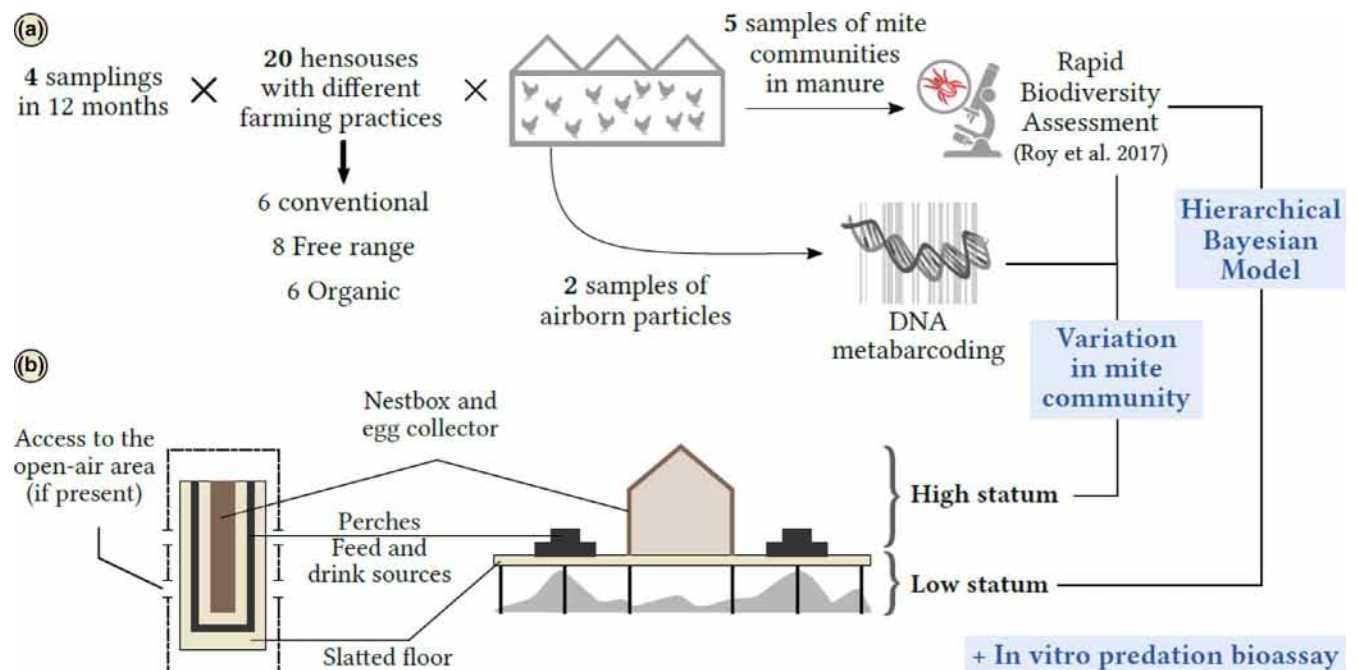 (a)
4 samplings
in 12 months
×
20 hensouses
with different
farming practices
×
6 conventional
8 Free range
6 Organic
5 samples of mite
communities
in manure
Rapid
Biodiversity
Assessment
(Roy et al. 2017)
2 samples of
airborn particles
DNA
metabarcoding
Hierarchical
Bayesian
Model
Variation
in mite
community
(b)
Access to the
open-air area
(if present)
Nestbox and
egg collector
Perches
Feed and
drink sources
Slatted floor
High statum
Low statum
+ In vitro predation bioassay